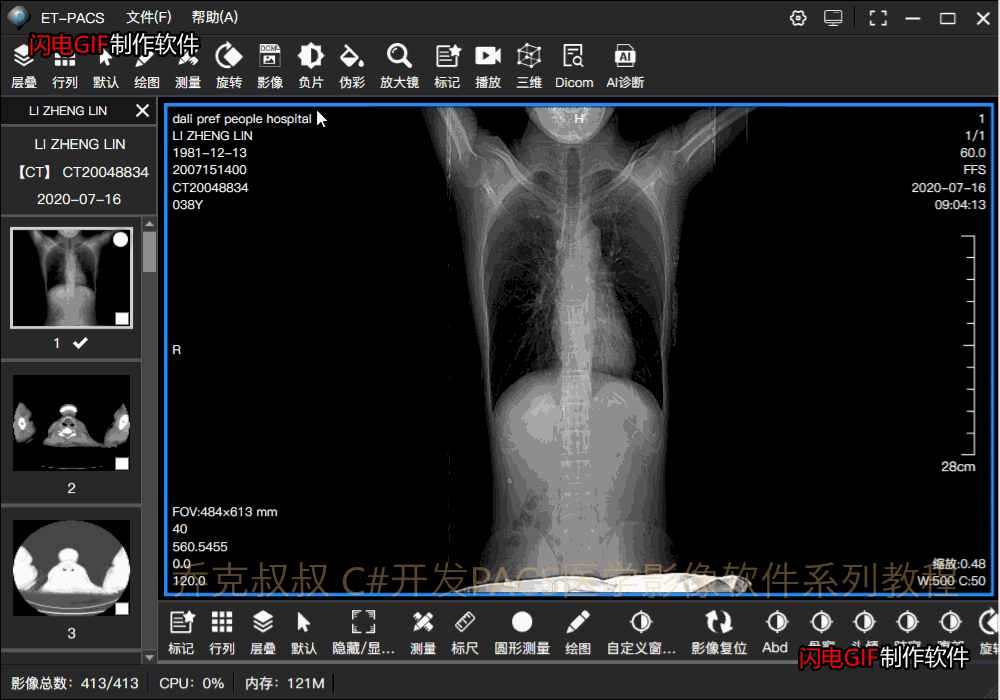 ET-PACS 文件(F) 帮助(A)
闪电GIF制作软件
层叠 行列 默认 绘图 测量 旋转 影像 负片 伪彩 放大镜 标记 播放 三维 Dicom AI诊断
DCM
AI
LI ZHENG LIN
LI ZHENG LIN
【CT】 CT20048834
2020-07-16
1
2
3
dali pref people hospital
LI ZHENG LIN
1981-12-13
2007151400
CT20048834
038Y
H
1
1/1
60.0
FFS
2020-07-16
09:04:13
R
28cm
FOV:484×613 mm
40
560.5455
0.0
120.0
缩放:0.48
W:500 C:50
乔克叔叔 C#开发PACS医学影像软件系列教程
标记 行列 层叠 默认 隐藏/显... 测量 标尺 圆形测量 绘图 自定义窗... 影像复位 Abd
闪电GIF制作软件
影像总数: 413/413 CPU: 0% 内存: 121M